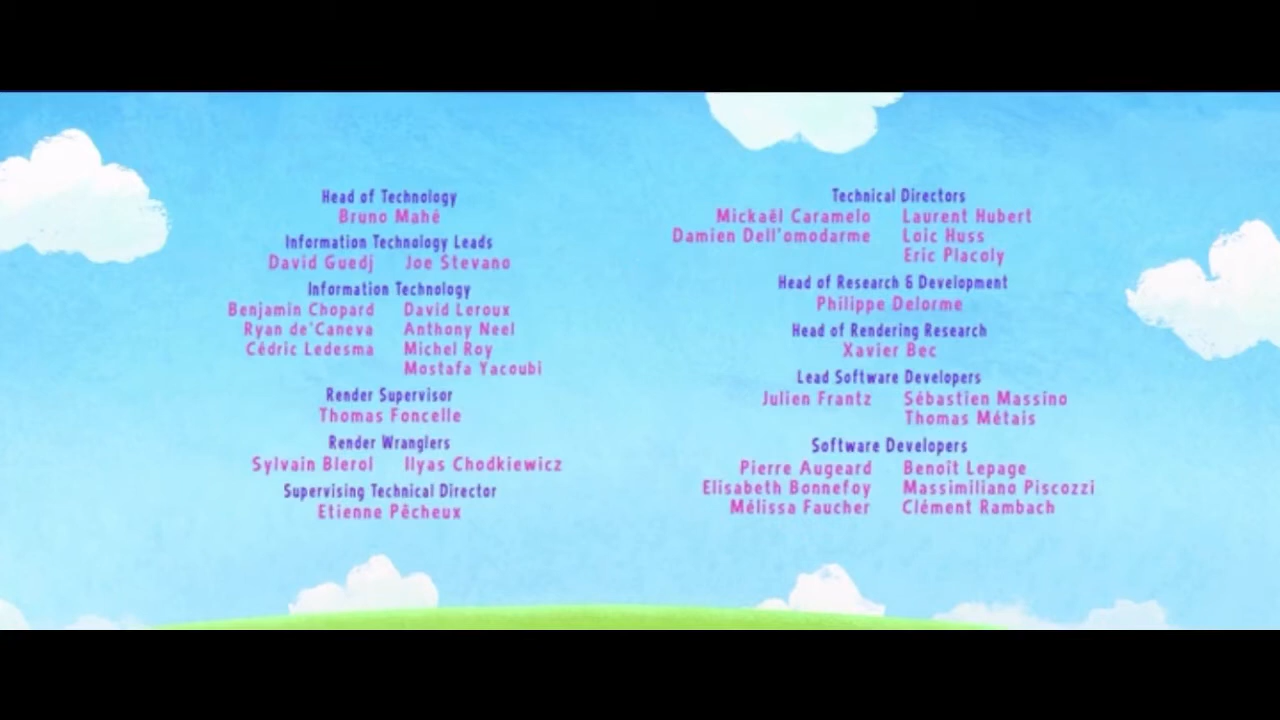 Head of Technology
Bruno Mahé
Information Technology Leads
David Guedj Joe Stevano
Information Technology
Benjamin Chopard David Leroux
Ryan de'Caneva Anthony Neel
Cédric Ledesma Michel Roy
Mostafa Yacoubi
Render Supervisor
Thomas Foncelle
Render Wranglers
Sylvain Blerol Ilyas Chodkiewicz
Supervising Technical Director
Etienne Pêcheux
Technical Directors
Mickaël Caramelo Laurent Hubert
Damien Dell'omodarme Loic Huss
Eric Placoly
Head of Research & Development
Philippe Delorme
Head of Rendering Research
Xavier Bec
Lead Software Developers
Julien Frantz Sébastien Massino
Thomas Métais
Software Developers
Pierre Augeard Benoît Lepage
Elisabeth Bonnefoy Massimiliano Piscozzi
Mélissa Faucher Clément Rambach